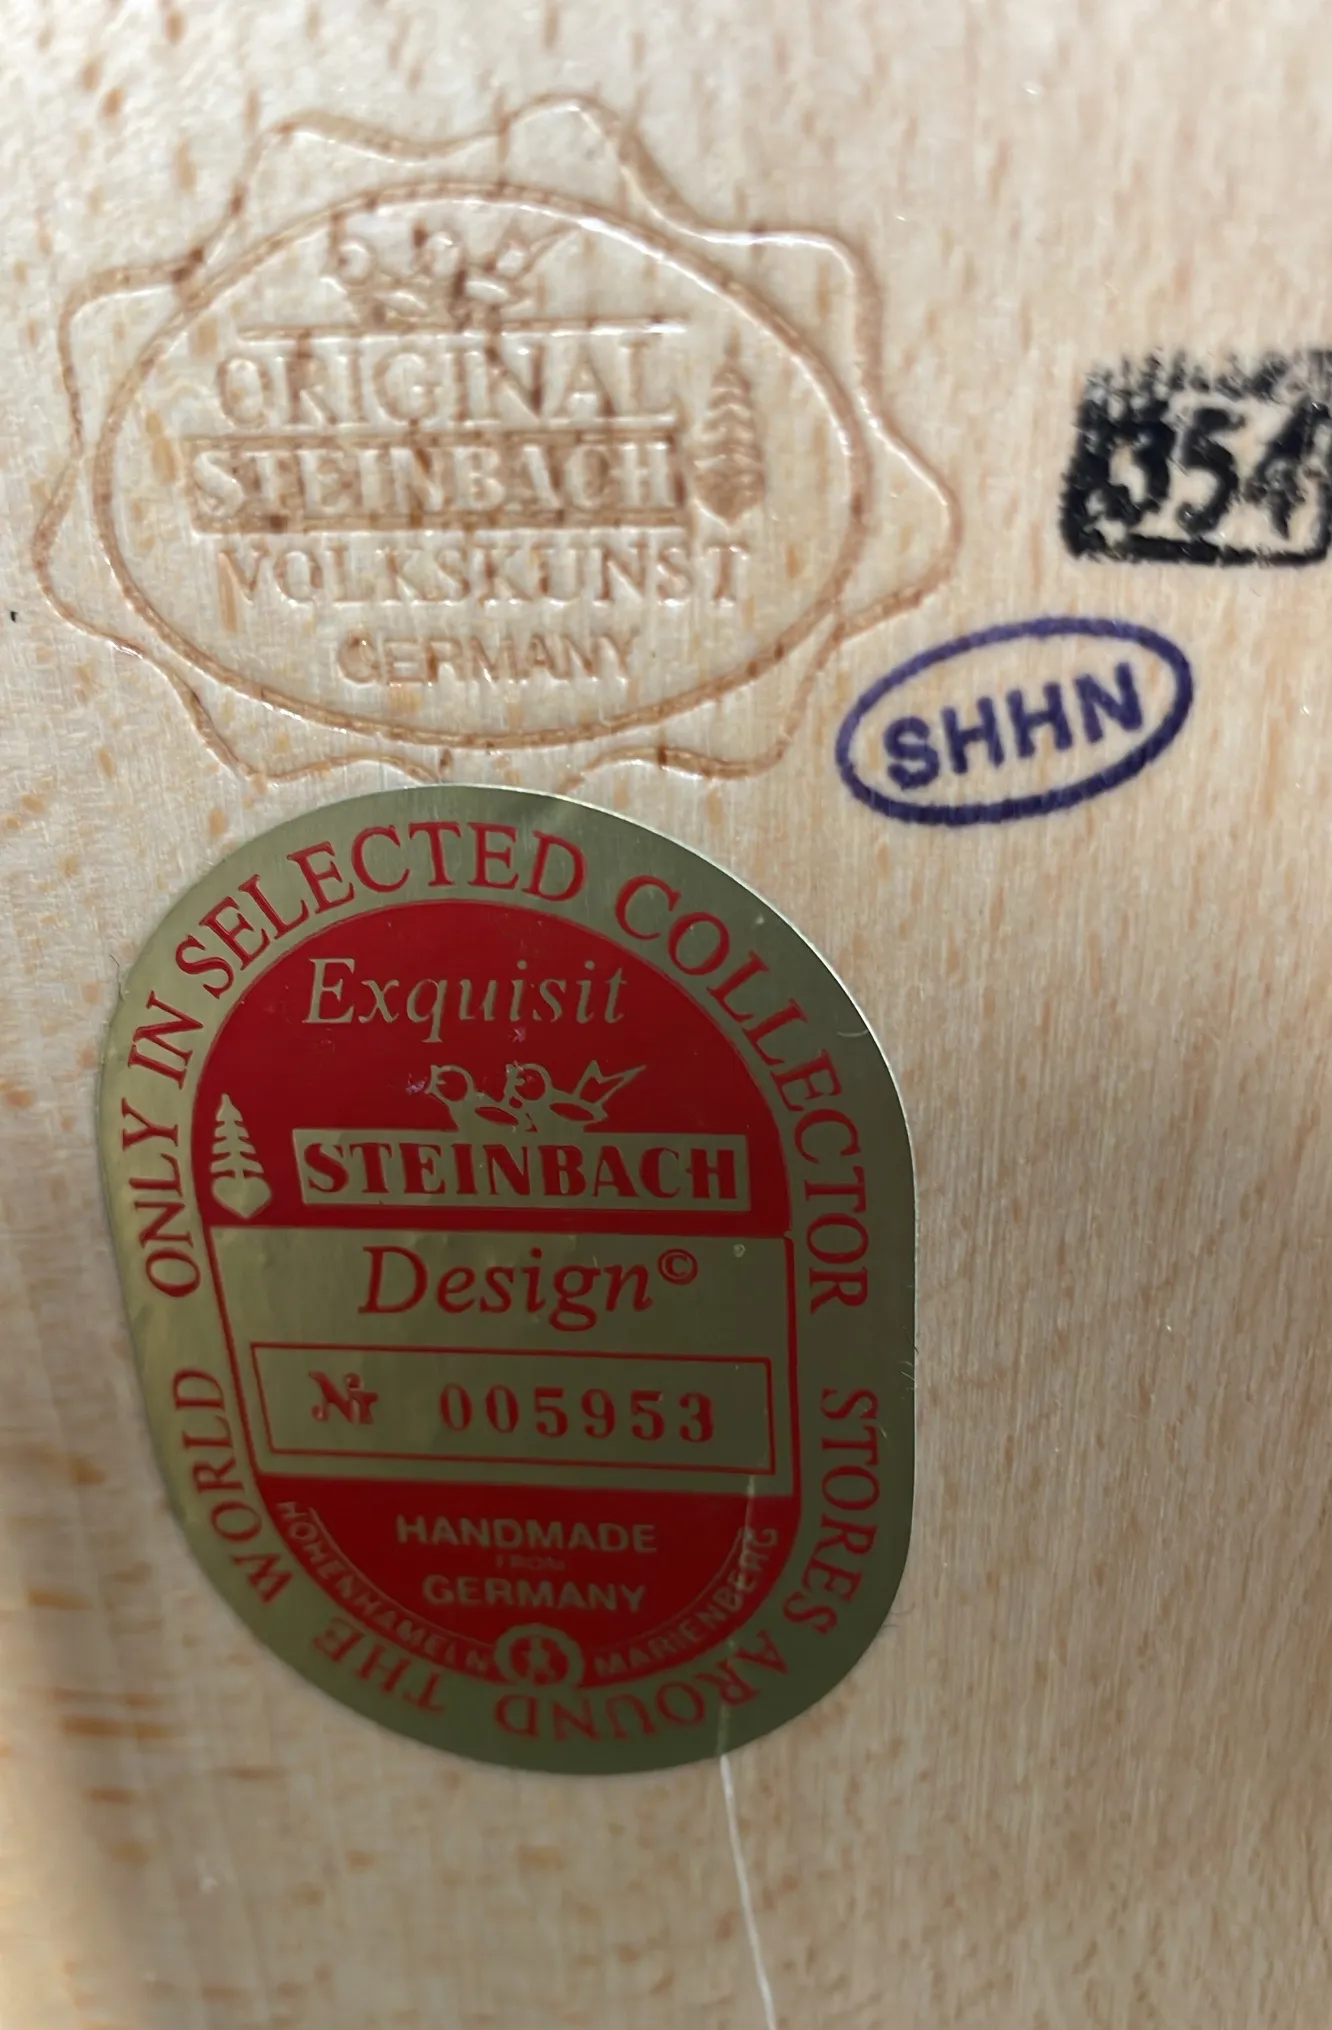 ORIGINAL
STEINBACH
VOLKSKUNST
GERMANY
354
SHHN
ONLY IN SELECTED COLLECTOR STORES AROUND THE WORLD
Exquisit
STEINBACH
Design©
Nr 005953
HANDMADE
FROM
GERMANY
HOHENHAMELN MARIENBERG